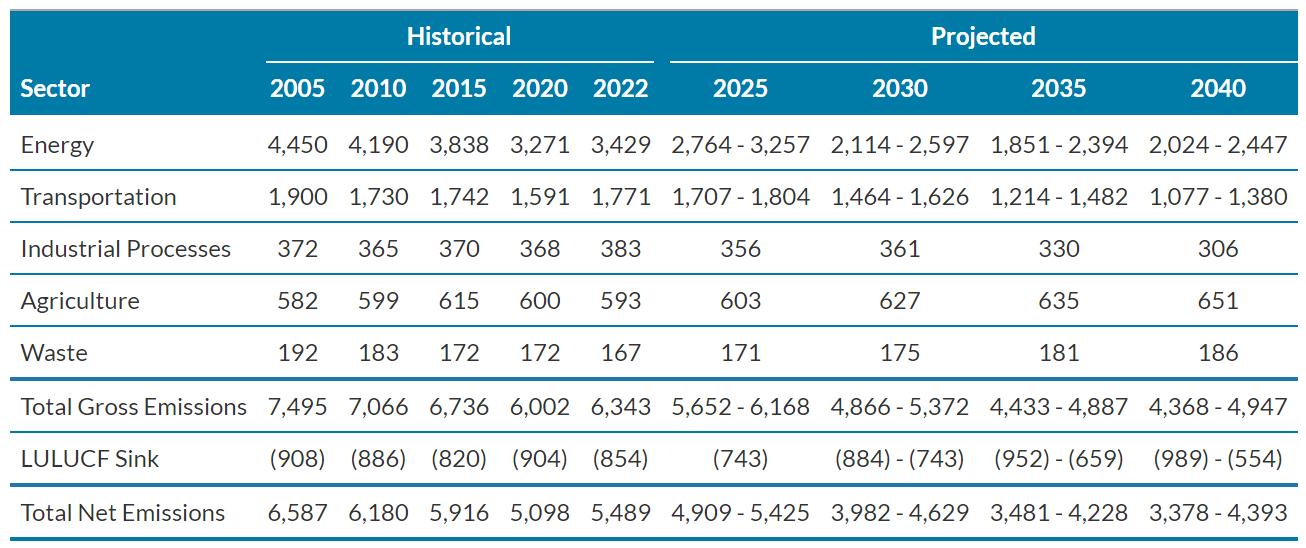 Historical Projected
Sector 2005 2010 2015 2020 2022 2025 2030 2035 2040
Energy 4,450 4,190 3,838 3,271 3,429 2,764 - 3,257 2,114 - 2,597 1,851 - 2,394 2,024 - 2,447
Transportation 1,900 1,730 1,742 1,591 1,771 1,707 - 1,804 1,464 - 1,626 1,214 - 1,482 1,077 - 1,380
Industrial Processes 372 365 370 368 383 356 361 330 306
Agriculture 582 599 615 600 593 603 627 635 651
Waste 192 183 172 172 167 171 175 181 186
Total Gross Emissions 7,495 7,066 6,736 6,002 6,343 5,652 - 6,168 4,866 - 5,372 4,433 - 4,887 4,368 - 4,947
LULUCF Sink (908) (886) (820) (904) (854) (743) (884) - (743) (952) - (659) (989) - (554)
Total Net Emissions 6,587 6,180 5,916 5,098 5,489 4,909 - 5,425 3,982 - 4,629 3,481 - 4,228 3,378 - 4,393